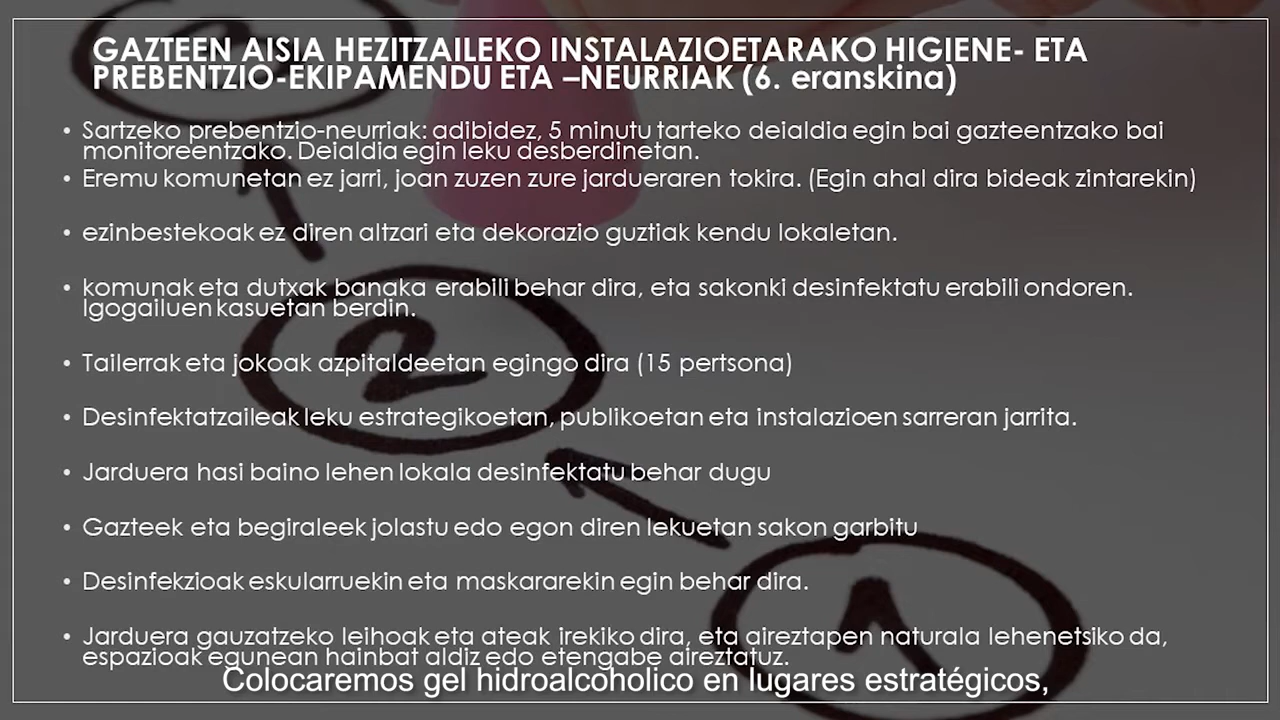 GAZTEEN AISIA HEZITZAILEKO INSTALAZIOETARAKO HIGIENE- ETA
PREBENTZIO-EKIPAMENDU ETA –NEURRIAK (6. eranskina)
• Sartzeko prebentzio-neurriak: adibidez, 5 minutu tarteko deialdia egin bai gazteentzako bai
monitoreentzako. Deialdia egin leku desberdinetan.
• Eremu komunetan ez jarri, joan zuzen zure jardueraren tokira. (Egin ahal dira bideak zintarekin)
• ezinbestekoak ez diren altzari eta dekorazio guztiak kendu lokaletan.
• komunak eta dutxak banaka erabili behar dira, eta sakonki desinfektatu erabili ondoren.
Igogailuen kasuetan berdin.
• Tailerrak eta jokoak azpitaldeetan egingo dira (15 pertsona)
• Desinfektatzaileak leku estrategikoetan, publikoetan eta instalazioen sarreran jarrita.
• Jarduera hasi baino lehen lokala desinfektatu behar dugu
• Gazteek eta begiraleek jolastu edo egon diren lekuetan sakon garbitu
• Desinfekzioak eskularruekin eta maskararekin egin behar dira.
• Jarduera gauzatzeko leihoak eta ateak irekiko dira, eta aireztapen naturala lehenetsiko da,
espazioak egunean hainbat aldiz edo etengabe aireztatuz.
Colocaremos gel hidroalcoholico en lugares estratégicos,
2
2
1